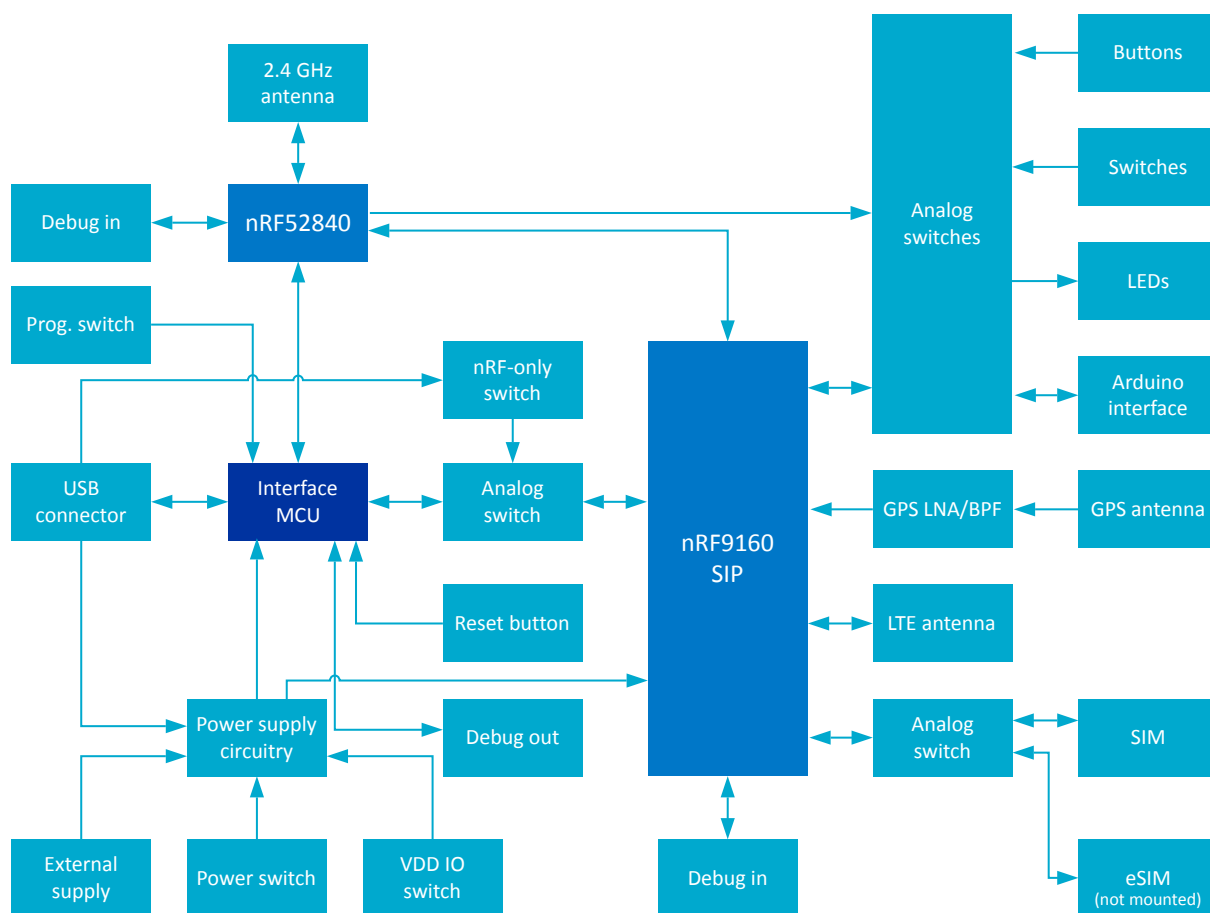 2.4 GHz
antenna
Buttons
Switches
Debug in
nRF52840
Analog
switches
LEDs
Prog. switch
nRF-only
switch
Arduino
interface
USB
connector
Interface
MCU
Analog
switch
nRF9160
SIP
GPS LNA/BPF
GPS antenna
Reset button
LTE antenna
Power supply
circuitry
Debug out
Analog
switch
SIM
External
supply
Power switch
VDD IO
switch
Debug in
eSIM
(not mounted)